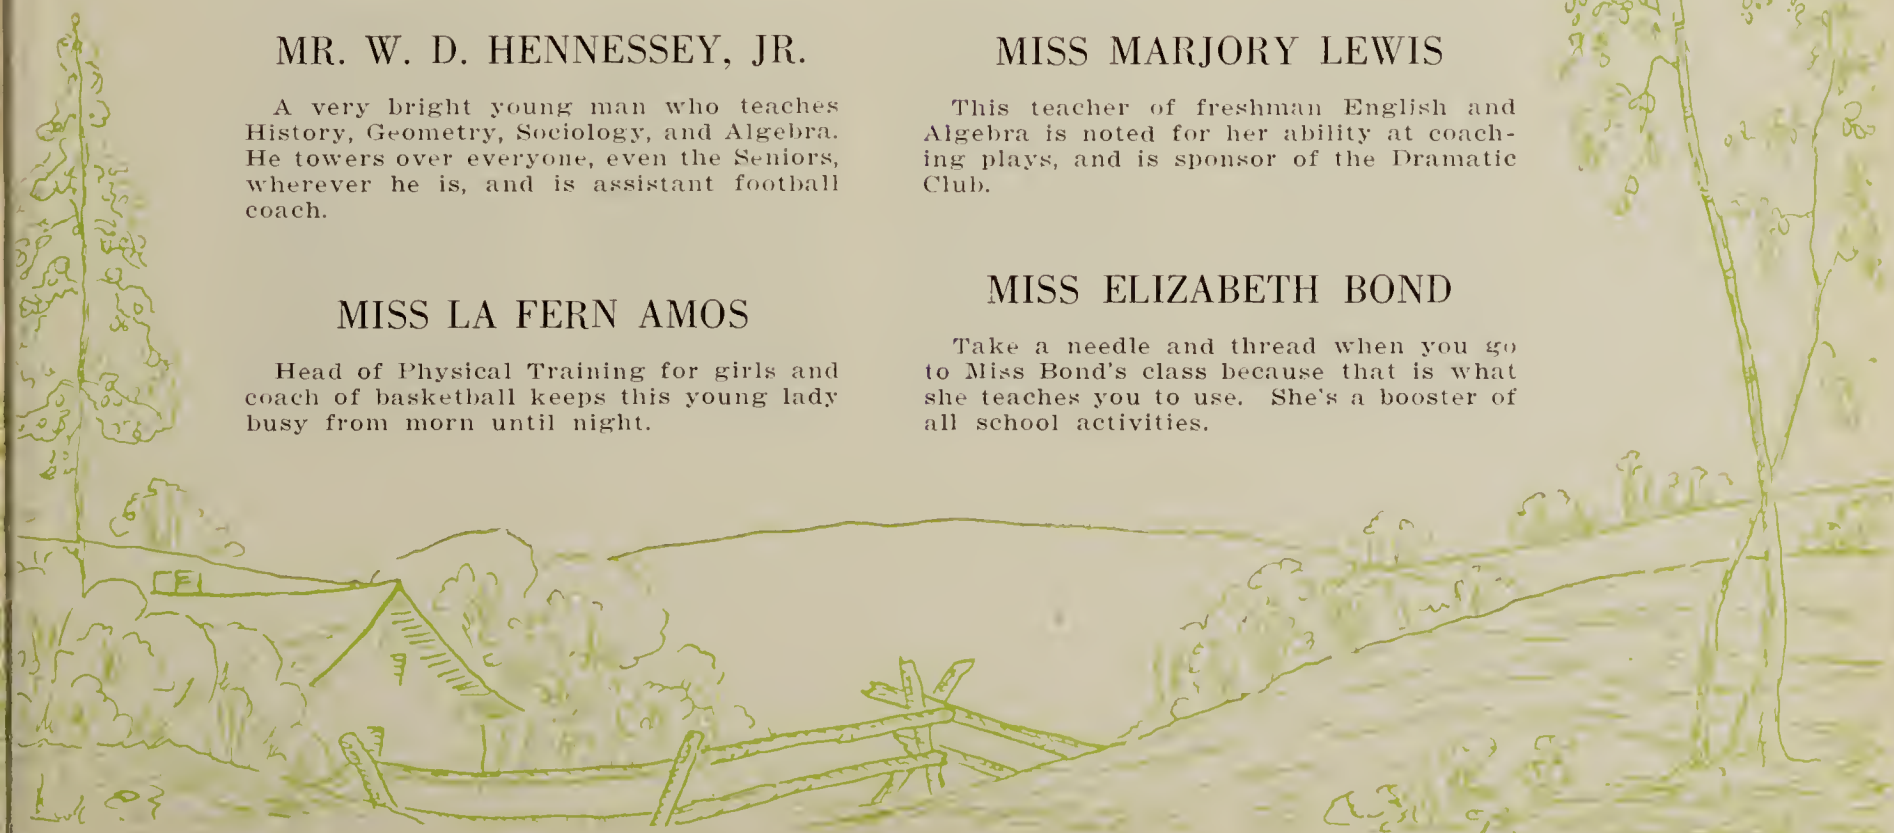 MR. W. D. HENNESSEY, JR.
A very bright young man who teaches
History, Geometry, Sociology, and Algebra.
He towers over everyone, even the Seniors,
wherever he is, and is assistant football
coach.
MISS LA FERN AMOS
Head of Physical Training for girls and
coach of basketball keeps this young lady
busy from morn until night.
MISS MARJORY LEWIS
This teacher of freshman English and
Algebra is noted for her ability at coach-
ing plays, and is sponsor of the Dramatic
Club.
MISS ELIZABETH BOND
Take a needle and thread when you go
to Miss Bond's class because that is what
she teaches you to use. She's a booster of
all school activities.